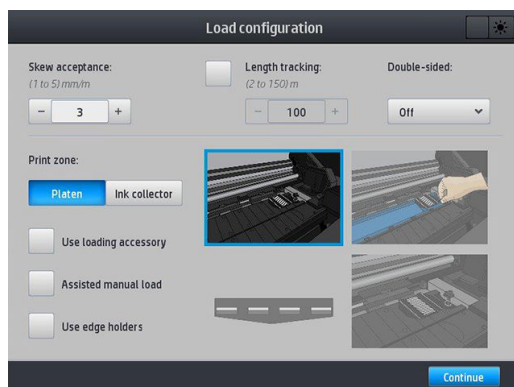 Load configuration
Skew acceptance:
(1 to 5) mm/m
− 3 +
Length tracking:
(2 to 150) m
− 100 +
Double-sided:
Off
Print zone:
Platen
Ink collector
Use loading accessory
Assisted manual load
Use edge holders
Continue